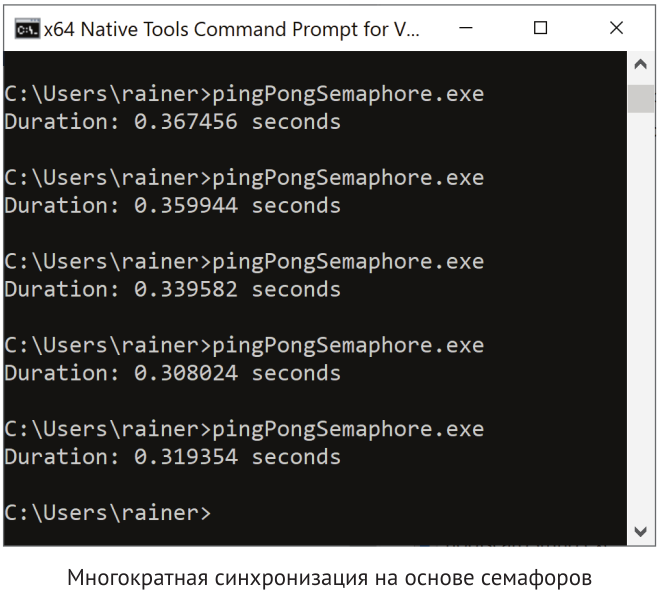 x64 Native Tools Command Prompt for V...
C:\Users\rainer>pingPongSemaphore.exe
Duration: 0.367456 seconds
C:\Users\rainer>pingPongSemaphore.exe
Duration: 0.359944 seconds
C:\Users\rainer>pingPongSemaphore.exe
Duration: 0.339582 seconds
C:\Users\rainer>pingPongSemaphore.exe
Duration: 0.308024 seconds
C:\Users\rainer>pingPongSemaphore.exe
Duration: 0.319354 seconds
C:\Users\rainer>
Многократная синхронизация на основе семафоров